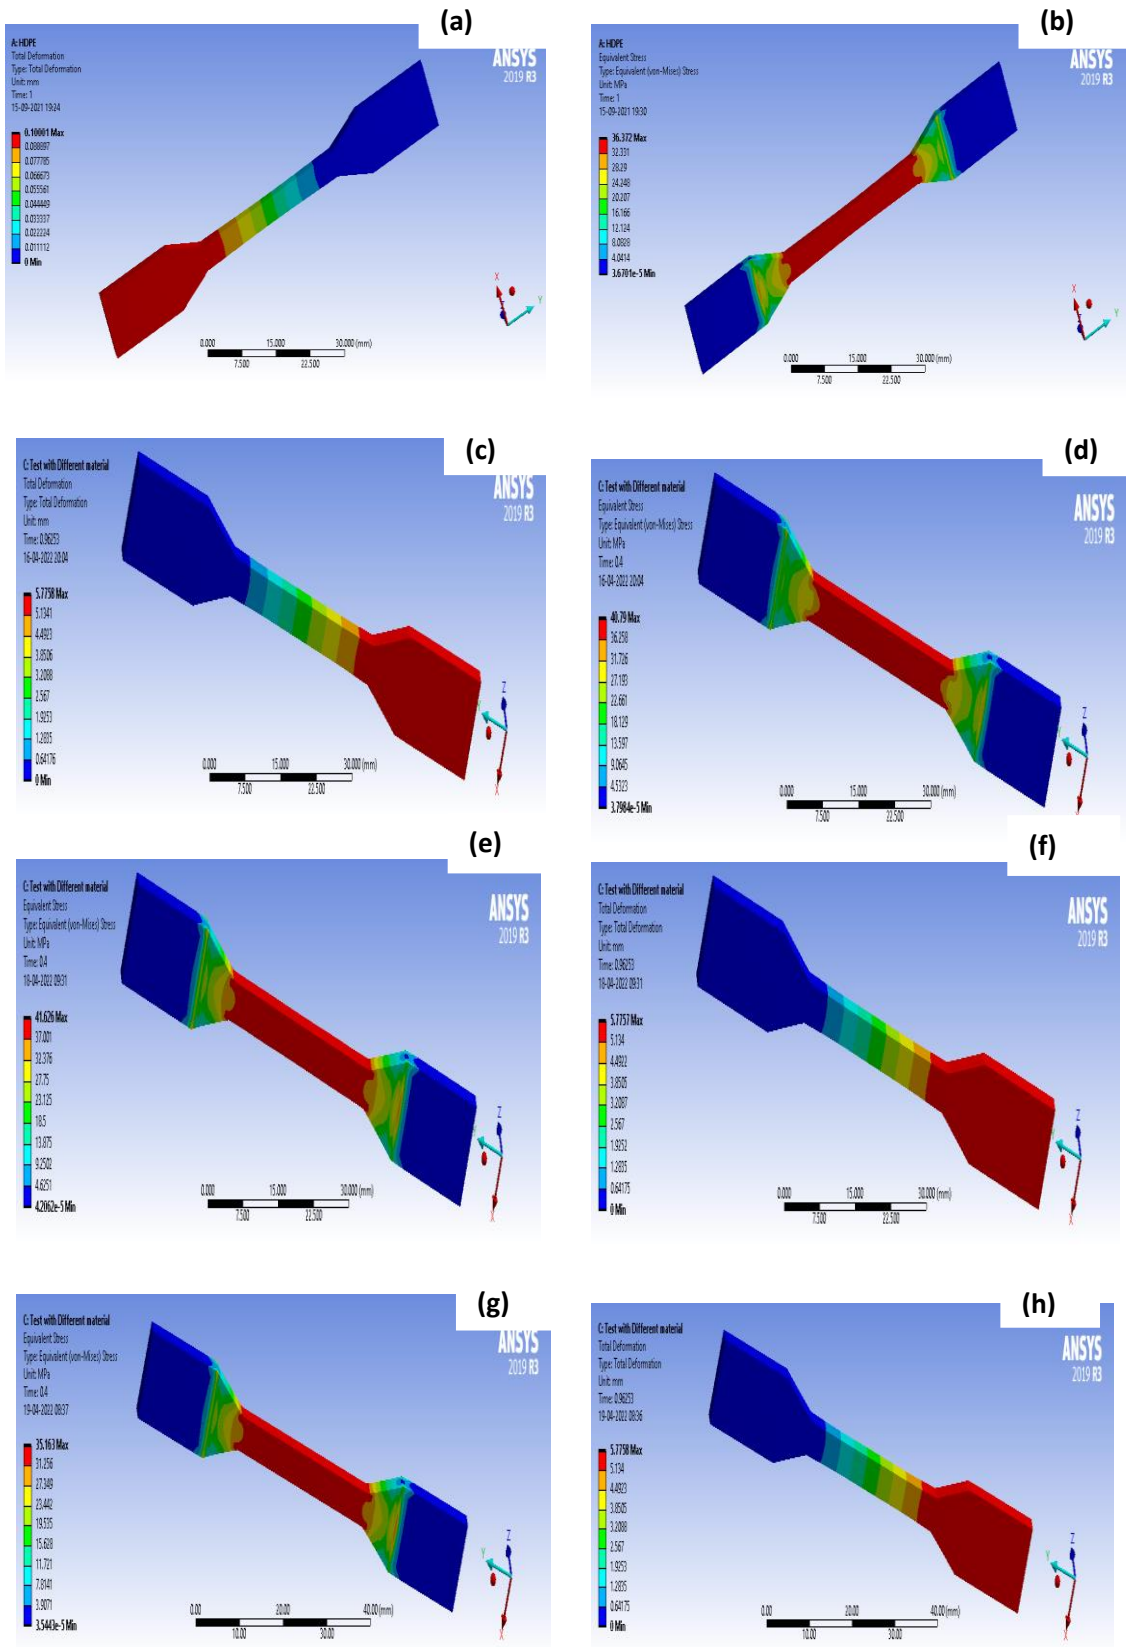 (a)
A: HDPE
Total Deformation
Type: Total Deformation
Unit: mm
Time: 1
15-09-2021 19:24
ANSYS
2019 R3
0.10001 Max
0.088897
0.077785
0.066673
0.055561
0.044449
0.033337
0.022224
0.011112
0 Min
0.000 15.000 30.000 (mm)
7.500 22.500
X
Y
(b)
A: HDPE
Equivalent Stress
Type: Equivalent (von-Mises) Stress
Unit: MPa
Time: 1
15-09-2021 19:30
ANSYS
2019 R3
36.372 Max
32.331
28.29
24.248
20.207
16.166
12.124
8.0828
4.0414
3.6701e-5 Min
0.000 15.000 30.000 (mm)
7.500 22.500
X
Y
(c)
C: Test with Different material
Total Deformation
Type: Total Deformation
Unit: mm
Time: 0.96253
16-04-2022 20:04
ANSYS
2019 R3
5.7758 Max
5.1341
4.4923
3.8506
3.2088
2.567
1.9253
1.2835
0.64176
0 Min
0.000 15.000 30.000 (mm)
7.500 22.500
Z
X
(d)
C: Test with Different material
Equivalent Stress
Type: Equivalent (von-Mises) Stress
Unit: MPa
Time: 0.4
16-04-2022 20:04
ANSYS
2019 R3
40.79 Max
36.258
31.726
27.193
22.661
18.129
13.597
9.0645
4.5323
3.7984e-5 Min
0.000 15.000 30.000 (mm)
7.500 22.500
Z
X
(e)
C: Test with Different material
Equivalent Stress
Type: Equivalent (von-Mises) Stress
Unit: MPa
Time: 0.4
18-04-2022 09:31
ANSYS
2019 R3
41.626 Max
37.001
32.376
27.75
23.125
18.5
13.875
9.2502
4.6251
4.2062e-5 Min
0.000 15.000 30.000 (mm)
7.500 22.500
Z
X
(f)
C: Test with Different material
Total Deformation
Type: Total Deformation
Unit: mm
Time: 0.96253
18-04-2022 09:31
ANSYS
2019 R3
5.7757 Max
5.134
4.4922
3.8505
3.2087
2.567
1.9252
1.2835
0.64175
0 Min
0.000 15.000 30.000 (mm)
7.500 22.500
Z
X
(g)
C: Test with Different material
Equivalent Stress
Type: Equivalent (von-Mises) Stress
Unit: MPa
Time: 0.4
19-04-2022 08:37
ANSYS
2019 R3
35.163 Max
31.256
27.349
23.442
19.535
15.628
11.721
7.8141
3.9071
3.5443e-5 Min
0.00 20.00 40.00 (mm)
10.00 30.00
Z
Y
X
(h)
C: Test with Different material
Total Deformation
Type: Total Deformation
Unit: mm
Time: 0.96253
19-04-2022 08:36
ANSYS
2019 R3
5.7758 Max
5.134
4.4923
3.8505
3.2088
2.567
1.9253
1.2835
0.64175
0 Min
0.00 20.00 40.00 (mm)
10.00 30.00
Z
Y
X